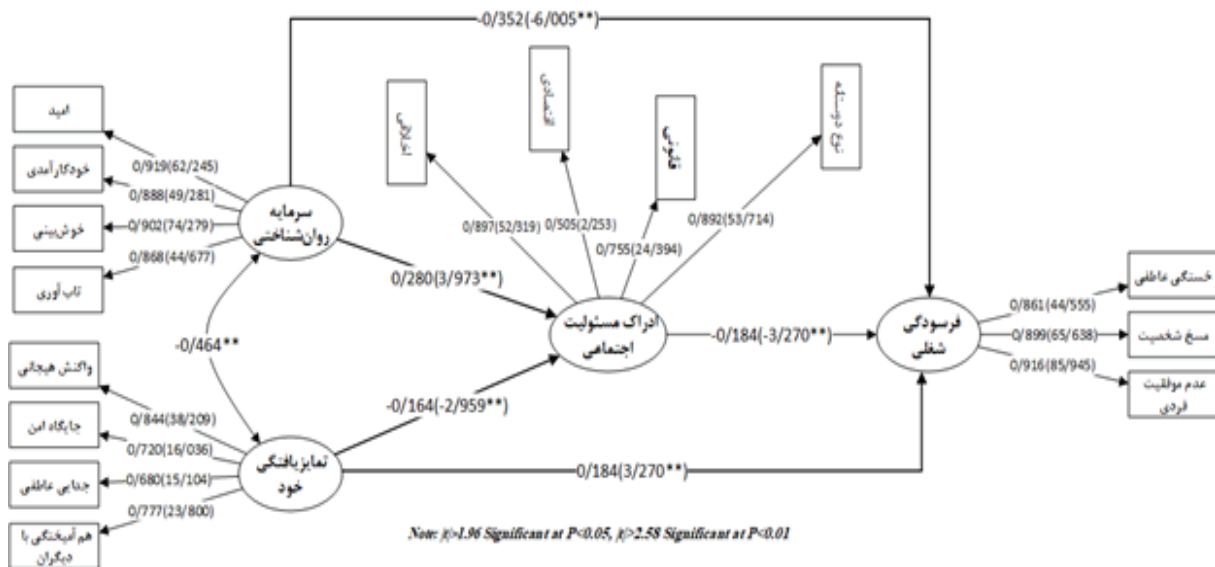 -0/352(-6/005**)
امید
خودکارآمدی
خوش‌بینی
تاب آوری
0/919(62/245)
0/888(49/281)
0/902(74/279)
0/868(44/677)
سرمایه
روان‌شناختی
اخلاقی
اقتصادی
قانونی
نوع دوستانه
0/897(52/319)
0/505(2/253)
0/755(24/394)
0/892(53/714)
0/280(3/973**)
-0/464**
-0/164(-2/959**)
ادراک مسئولیت
اجتماعی
-0/184(-3/270**)
فرسودگی
شغلی
0/861(44/555)
0/899(65/638)
0/916(85/945)
خستگی عاطفی
مسخ شخصیت
عدم موفقیت
فردی
واکنش هیجانی
جایگاه امن
جدایی عاطفی
هم آمیختگی با
دیگران
0/844(38/209)
0/720(16/036)
0/680(15/104)
0/777(23/800)
تمایزیافتگی
خود
0/184(3/270**)
Note: |t|>1.96 Significant at P<0.05, |t|>2.58 Significant at P<0.01